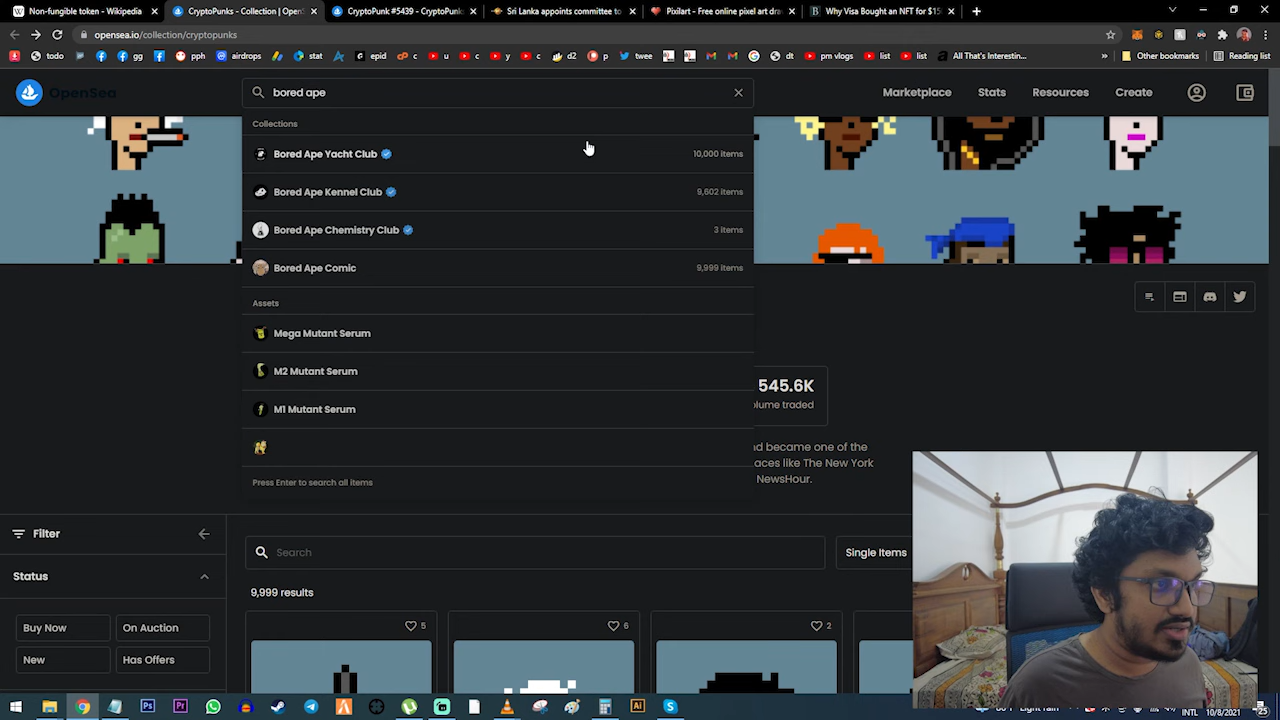 Non-fungible token - Wikipedia
CryptoPunks - Collection | Open
CryptoPunk #5439 - CryptoPunks
Sri Lanka appoints committee to
Pixilart - Free online pixel art dra
Why Visa Bought an NFT for $15
opensea.io/collection/cryptopunks
todo
gg
pph
airdrops
stat
epid
c
u
c
y
c
d2
p
twee
list
dt
pm vlogs
list
list
All That's Interestin...
Other bookmarks
Reading list
OpenSea
bored ape
Marketplace
Stats
Resources
Create
Collections
Bored Ape Yacht Club
10,000 items
Bored Ape Kennel Club
9,602 items
Bored Ape Chemistry Club
3 items
Bored Ape Comic
9,999 items
Assets
Mega Mutant Serum
M2 Mutant Serum
M1 Mutant Serum
Press Enter to search all items
545.6K
lume traded
nd became one of the
aces like The New York
NewsHour.
Filter
Search
Single Items
Status
9,999 results
Buy Now
On Auction
New
Has Offers
5
6
2
Light rain
INTL
10/8/2021
25